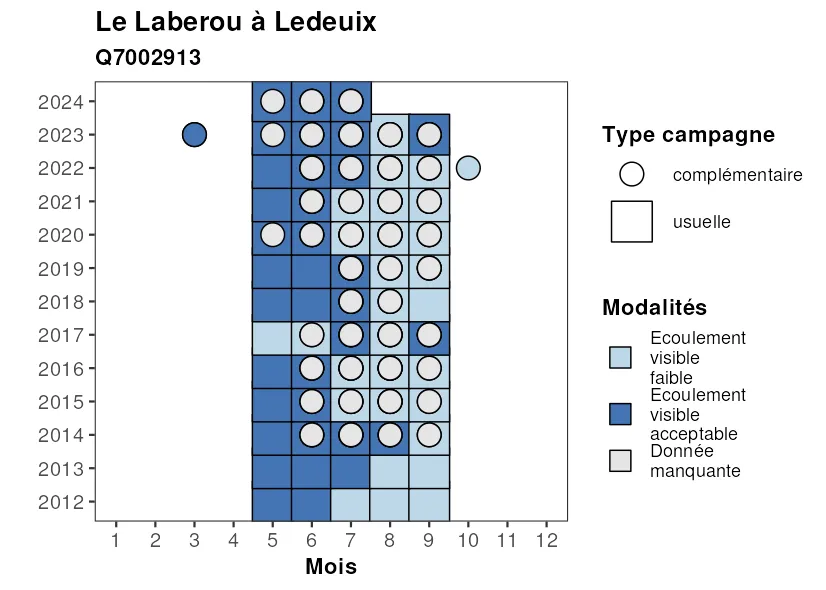 Le Laberou à Ledeuix
Q7002913
2024
2023
2022
2021
2020
2019
2018
2017
2016
2015
2014
2013
2012
1 2 3 4 5 6 7 8 9 10 11 12
Mois
Type campagne
complémentaire
usuelle
Modalités
Ecoulement
visible
faible
Ecoulement
visible
acceptable
Donnée
manquante